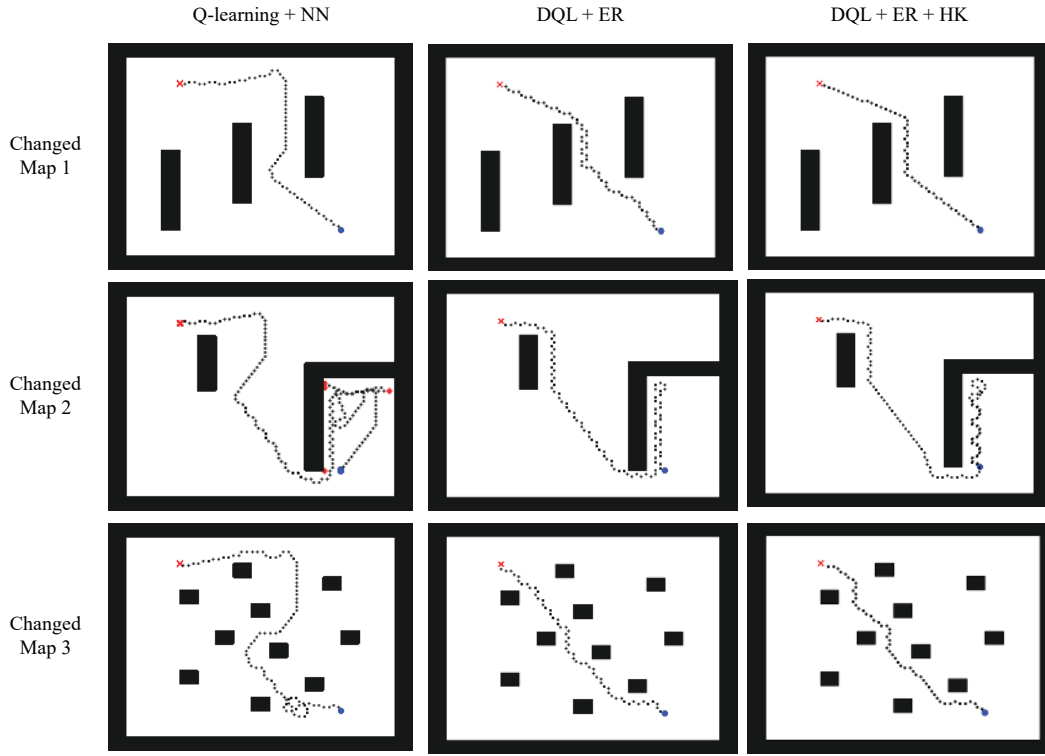 Q-learning + NN
DQL + ER
DQL + ER + HK
Changed
Map 1
Changed
Map 2
Changed
Map 3